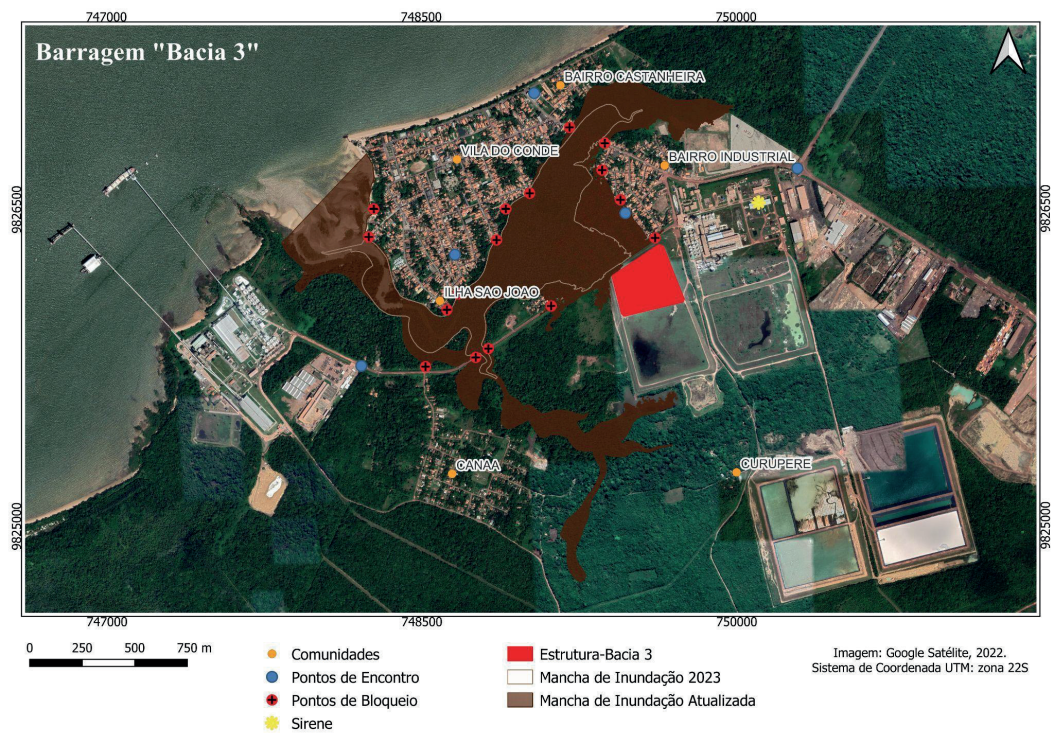 747000 748500 750000
Barragem "Bacia 3"
BAIRRO CASTANHEIRA
VILA DO CONDE
BAIRRO INDUSTRIAL
9826500 9826500
ILHA SAO JOAO
CANAA
CURUPERE
9825000 9825000
747000 748500 750000
0 250 500 750 m
Comunidades
Pontos de Encontro
Pontos de Bloqueio
Sirene
Estrutura-Bacia 3
Mancha de Inundação 2023
Mancha de Inundação Atualizada
Imagem: Google Satélite, 2022.
Sistema de Coordenada UTM: zona 22S